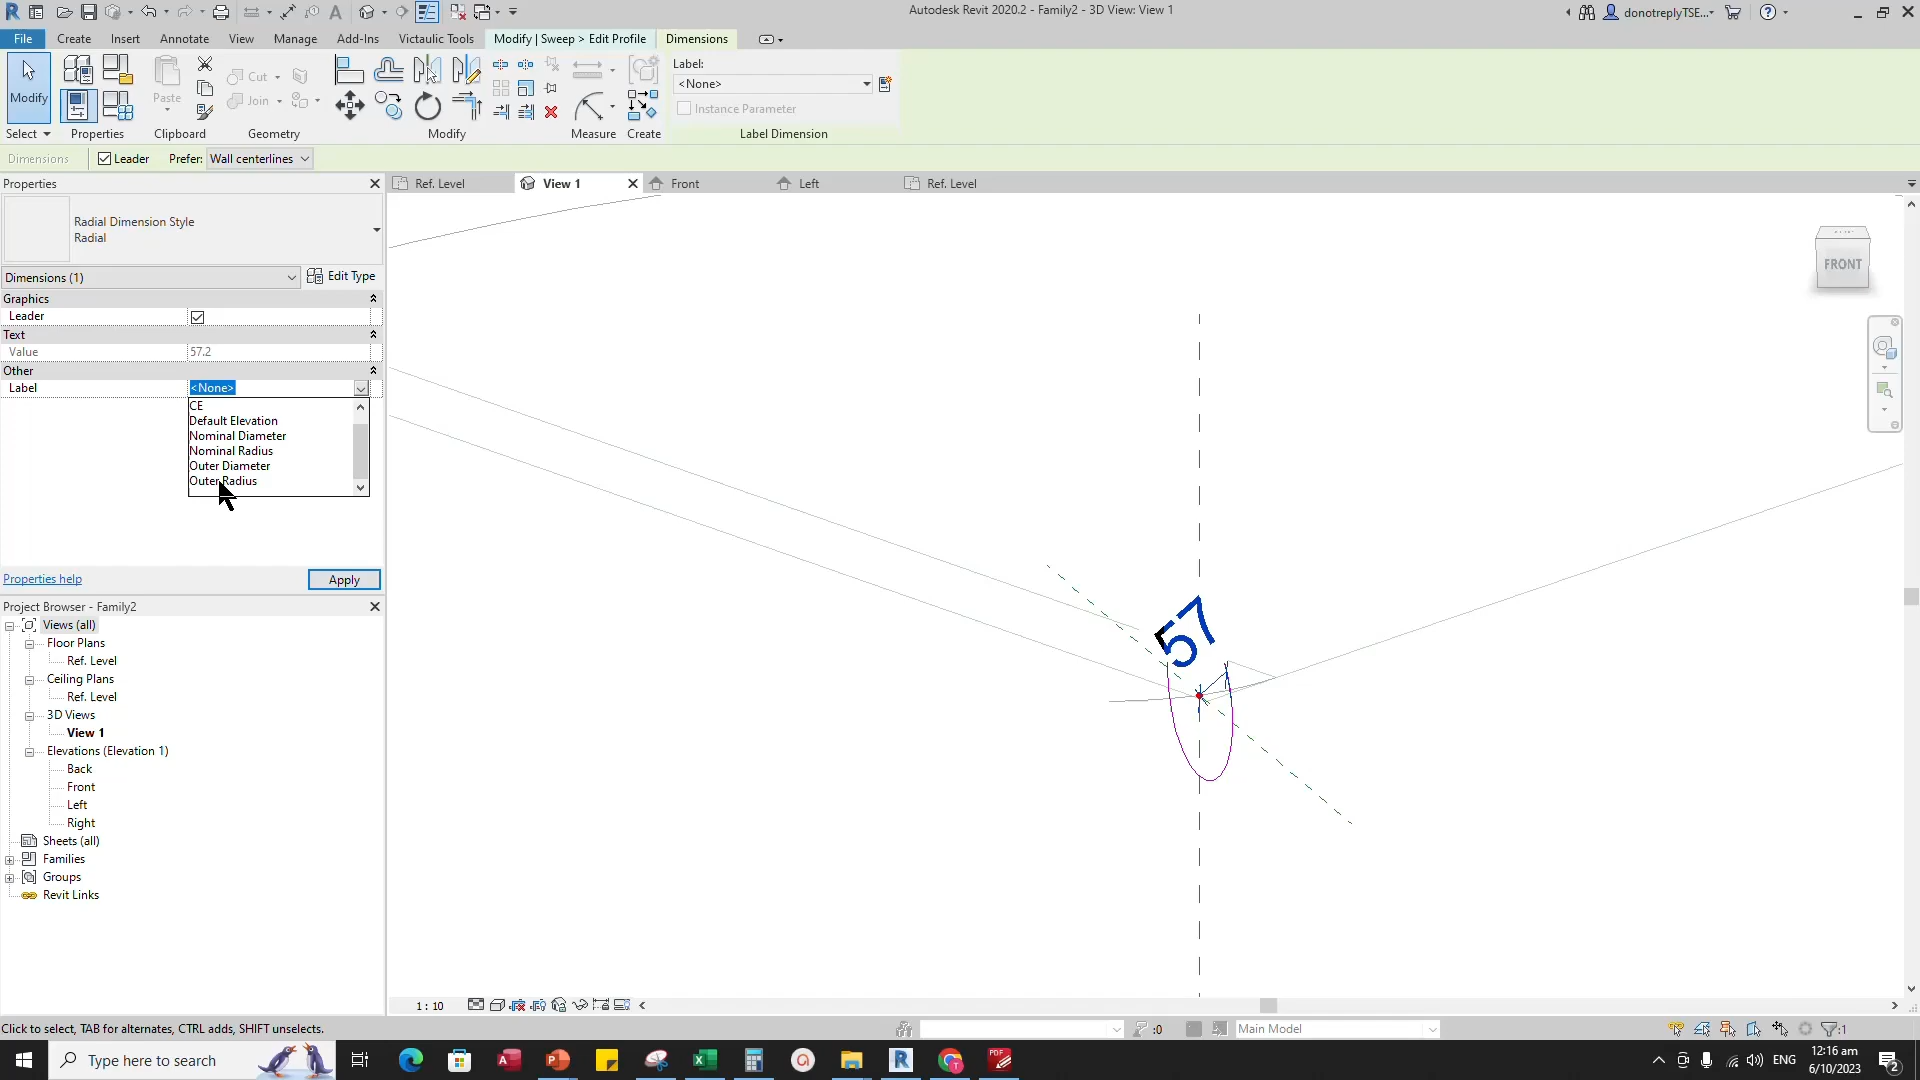 Autodesk Revit 2020.2 - Family2 - 3D View: View 1
donotreplyTSE...
File
Create
Insert
Annotate
View
Manage
Add-Ins
Victaulic Tools
Modify | Sweep > Edit Profile
Dimensions
Modify
Paste
Cut
Join
Label:
<None>
Instance Parameter
Select
Properties
Clipboard
Geometry
Modify
Measure
Create
Label Dimension
Dimensions
Leader
Prefer:
Wall centerlines
Properties
Ref. Level
View 1
Front
Left
Ref. Level
Radial Dimension Style
Radial
Dimensions (1)
Edit Type
Graphics
Leader
Text
Value
57.2
Other
Label
<None>
CE
Default Elevation
Nominal Diameter
Nominal Radius
Outer Diameter
Outer Radius
Properties help
Apply
FRONT
57
Project Browser - Family2
Views (all)
Floor Plans
Ref. Level
Ceiling Plans
Ref. Level
3D Views
View 1
Elevations (Elevation 1)
Back
Front
Left
Right
Sheets (all)
Families
Groups
Revit Links
1 : 10
Click to select, TAB for alternates, CTRL adds, SHIFT unselects.
:0
Main Model
:1
Type here to search
PDF
ENG
12:16 am
6/10/2023
2